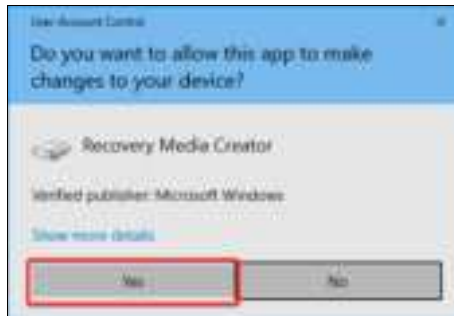 User Account Control
×
Do you want to allow this app to make
changes to your device?
Recovery Media Creator
Verified publisher: Microsoft Windows
Show more details
Yes
No